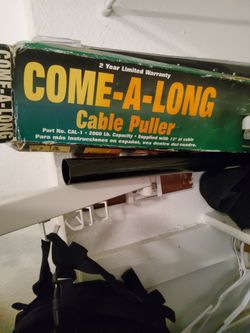 2 Year Limited Warranty
COME-A-LONG
Cable Puller
Part No. CAL-1 • 2000 Lb. Capacity • Supplied with 12' of cable
Para más instrucciones en español, vea dentro del cuadro.
COME-A-LONG